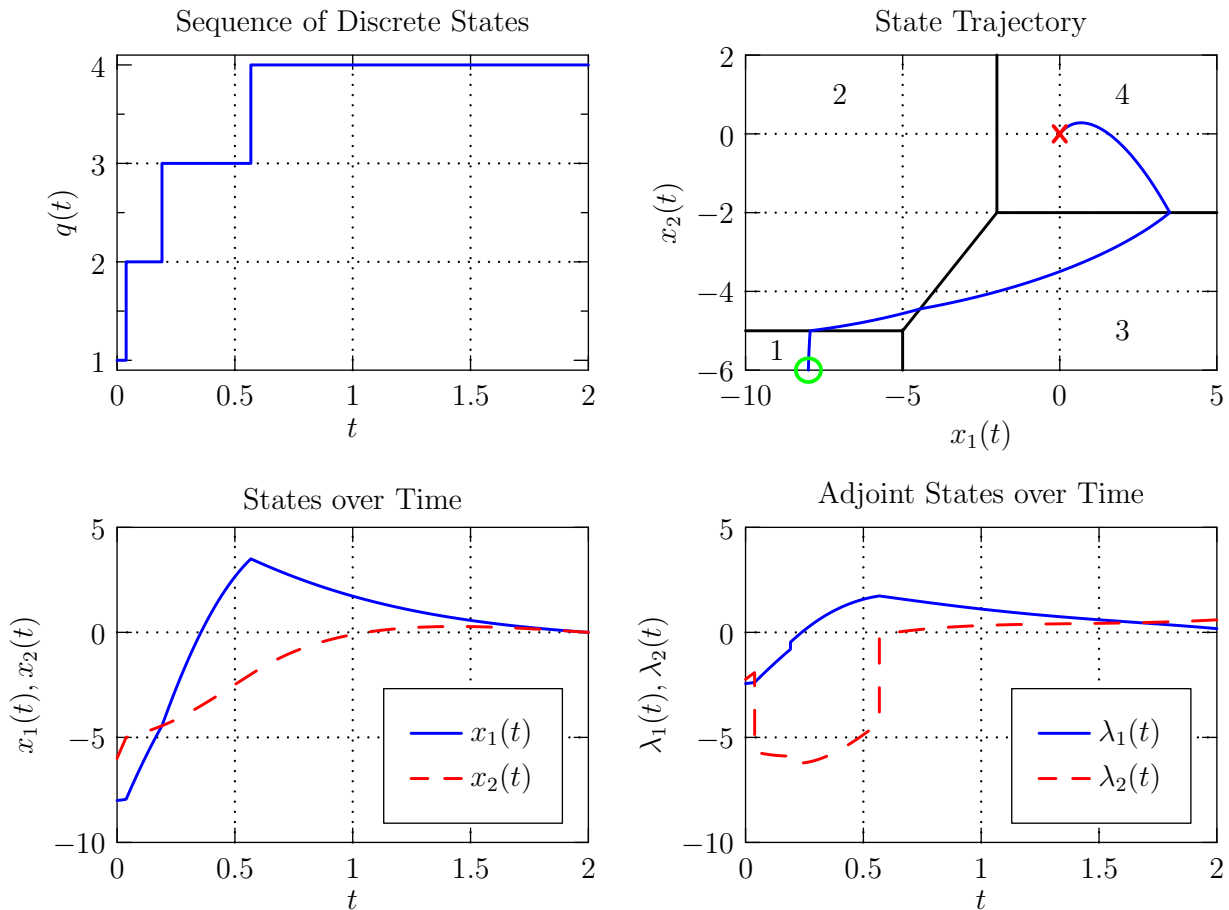 Sequence of Discrete States
4
3
2
1
q(t)
0
0.5
1
1.5
2
t
State Trajectory
2
0
−2
−4
−6
x₂(t)
2
4
1
3
−10
−5
0
5
x₁(t)
States over Time
5
0
−5
−10
x₁(t), x₂(t)
x₁(t)
x₂(t)
0
0.5
1
1.5
2
t
Adjoint States over Time
5
0
−5
−10
λ₁(t), λ₂(t)
λ₁(t)
λ₂(t)
0
0.5
1
1.5
2
t